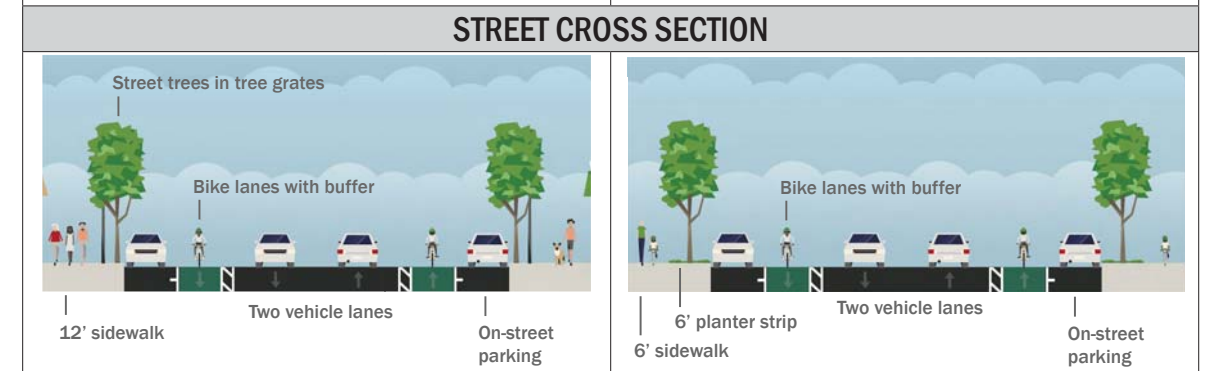 STREET CROSS SECTION
Street trees in tree grates
Bike lanes with buffer
Two vehicle lanes
12’ sidewalk
On-street
parking
Bike lanes with buffer
Two vehicle lanes
6’ planter strip
6’ sidewalk
On-street
parking